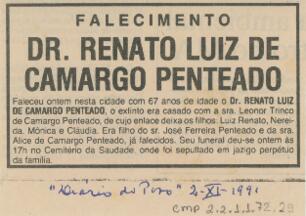 FALECIMENTO
DR. RENATO LUIZ DE
CAMARGO PENTEADO
Faleceu ontem nesta cidade com 67 anos de idade o Dr. RENATO LUIZ
DE CAMARGO PENTEADO, o extinto era casado com a sra. Leonor Trinco
de Camargo Penteado, de cujo enlace deixa os filhos: Luiz Renato, Nerei-
da, Mônica e Cláudia. Era filho do sr. José Ferreira Penteado e da sra.
Alice de Camargo Penteado, já falecidos. Seu funeral deu-se ontem às
17h no Cemitério da Saudade, onde foi sepultado em jazigo perpétuo
da família.
"Diário do Povo" 2-XI-1991
CMP 2.2.1.1.72.29